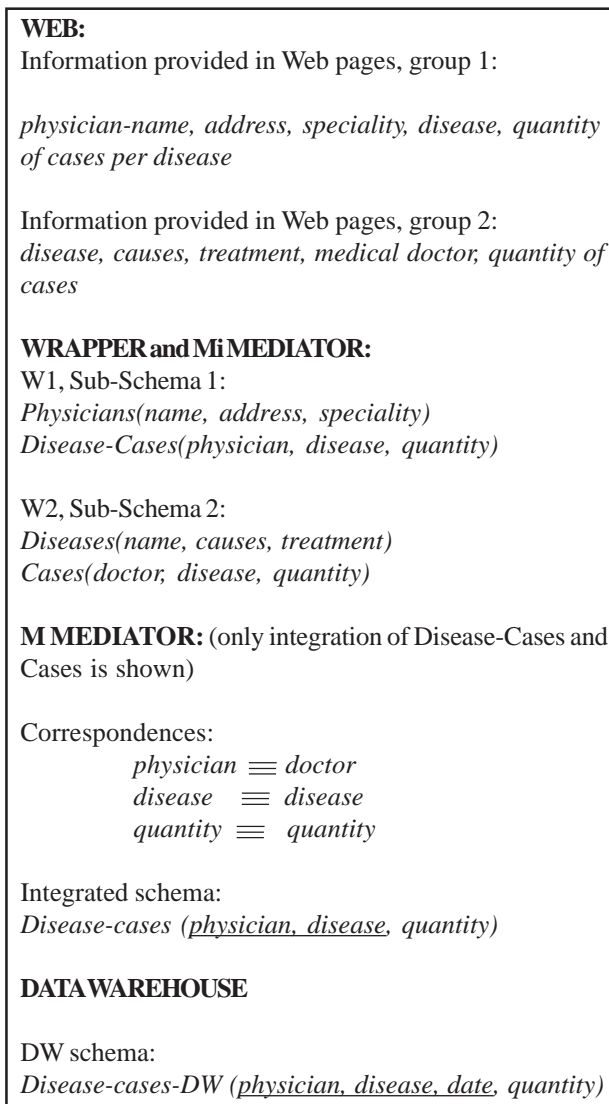 WEB:
Information provided in Web pages, group 1:
physician-name, address, speciality, disease, quantity
of cases per disease
Information provided in Web pages, group 2:
disease, causes, treatment, medical doctor, quantity of
cases
WRAPPER and Mi MEDIATOR:
W1, Sub-Schema 1:
Physicians(name, address, speciality)
Disease-Cases(physician, disease, quantity)
W2, Sub-Schema 2:
Diseases(name, causes, treatment)
Cases(doctor, disease, quantity)
M MEDIATOR: (only integration of Disease-Cases and
Cases is shown)
Correspondences:
physician ≡ doctor
disease ≡ disease
quantity ≡ quantity
Integrated schema:
Disease-cases (physician, disease, quantity)
DATA WAREHOUSE
DW schema:
Disease-cases-DW (physician, disease, date, quantity)